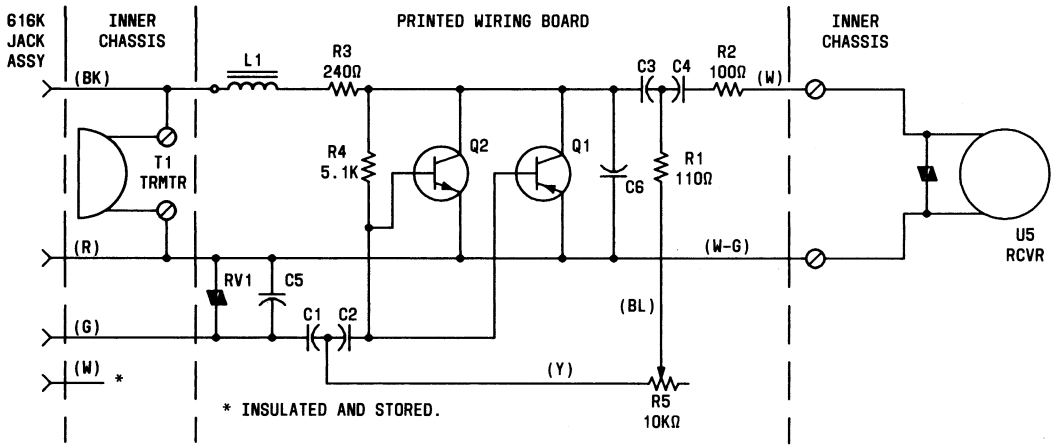 616K
JACK
ASSY
INNER
CHASSIS
PRINTED WIRING BOARD
INNER
CHASSIS
(BK)
L1
R3
240Ω
C3
C4
R2
100Ω
(W)
T1
TRMTR
R4
5.1K
Q2
Q1
C6
R1
110Ω
U5
RCVR
(R)
(W-G)
RV1
C5
(BL)
(G)
C1
C2
(W)
*
(Y)
R5
10KΩ
* INSULATED AND STORED.